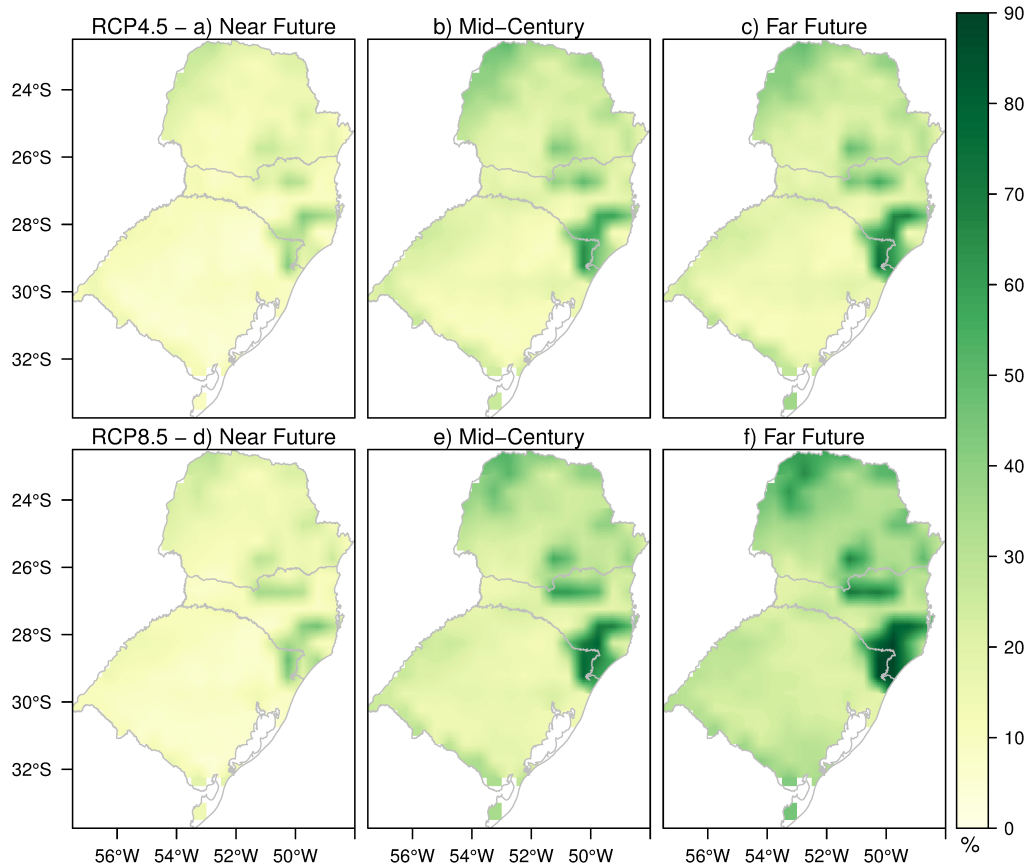 RCP4.5 − a) Near Future
b) Mid−Century
c) Far Future
24°S
26°S
28°S
30°S
32°S
RCP8.5 − d) Near Future
e) Mid−Century
f) Far Future
24°S
26°S
28°S
30°S
32°S
56°W 54°W 52°W 50°W
56°W 54°W 52°W 50°W
56°W 54°W 52°W 50°W
90
80
70
60
50
40
30
20
10
0
%